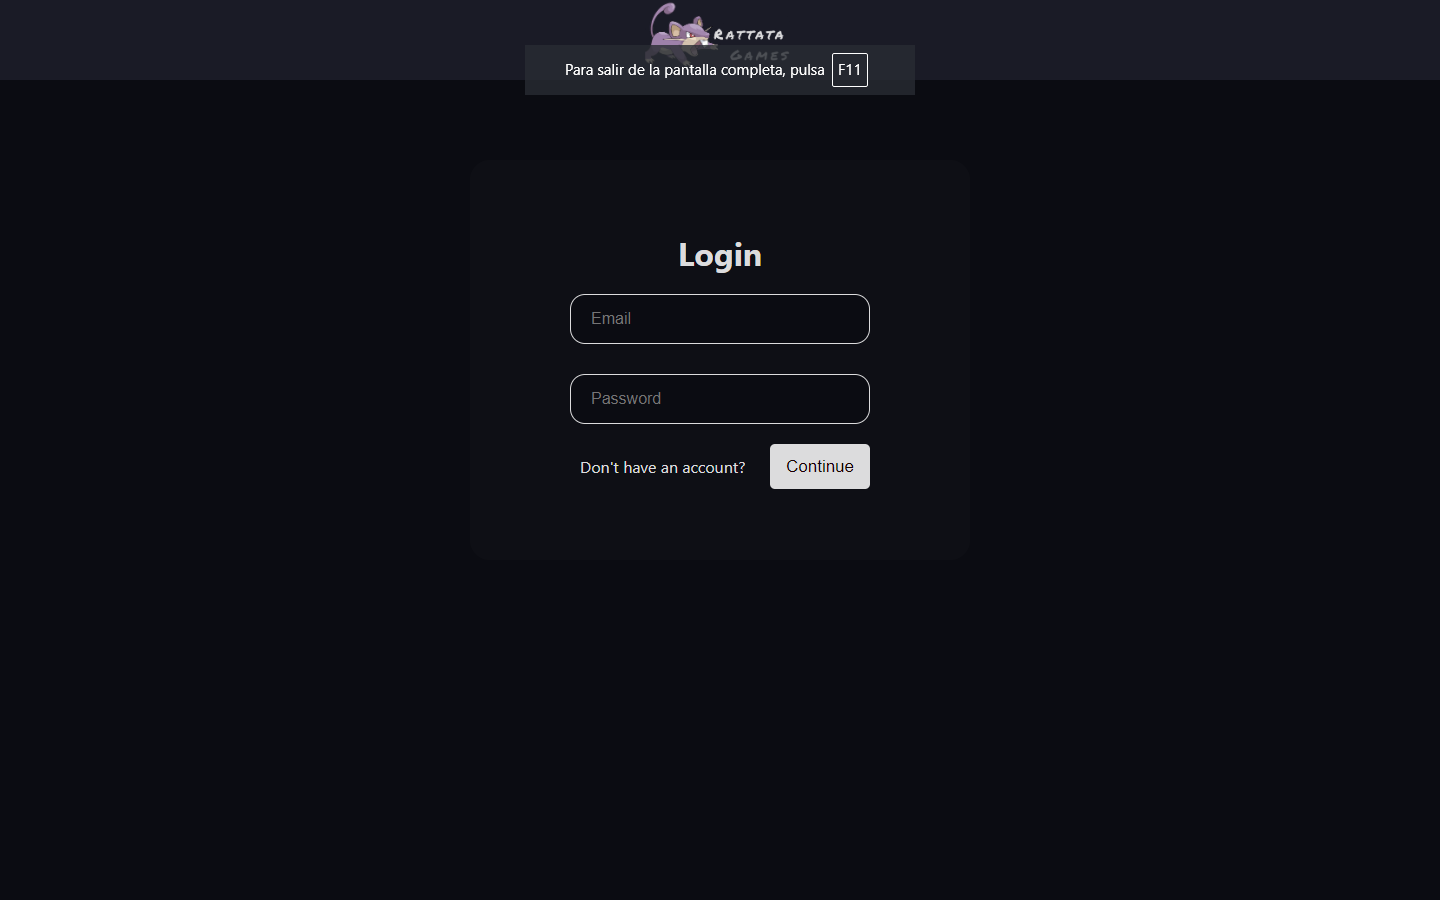 Rattata
Games
Para salir de la pantalla completa, pulsa F11
Login
Email
Password
Don't have an account?
Continue